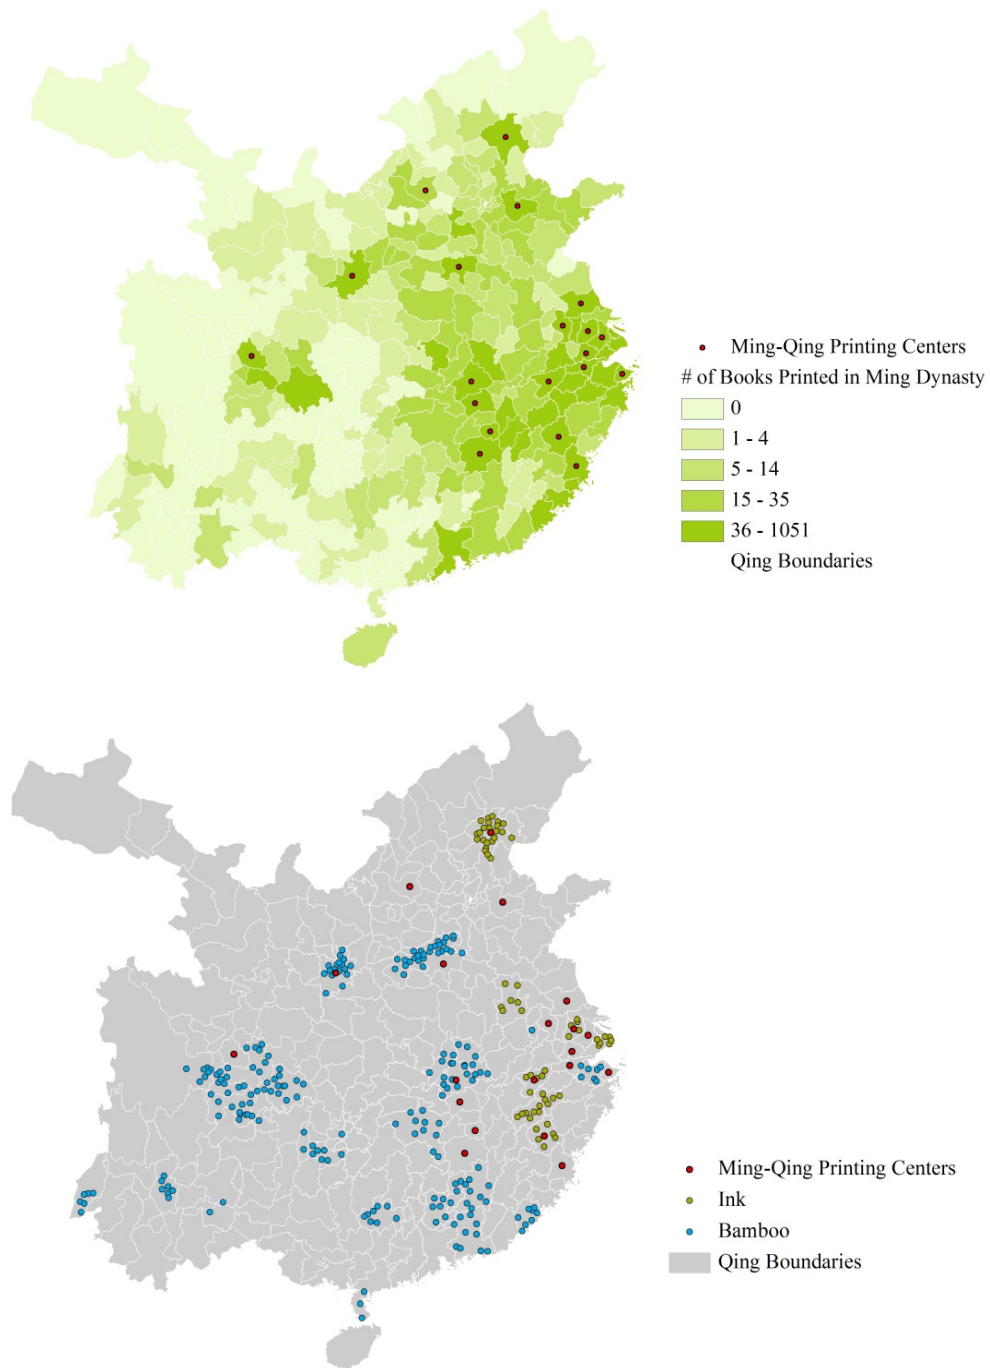 Ming-Qing Printing Centers
# of Books Printed in Ming Dynasty
0
1 - 4
5 - 14
15 - 35
36 - 1051
Qing Boundaries
Ming-Qing Printing Centers
Ink
Bamboo
Qing Boundaries